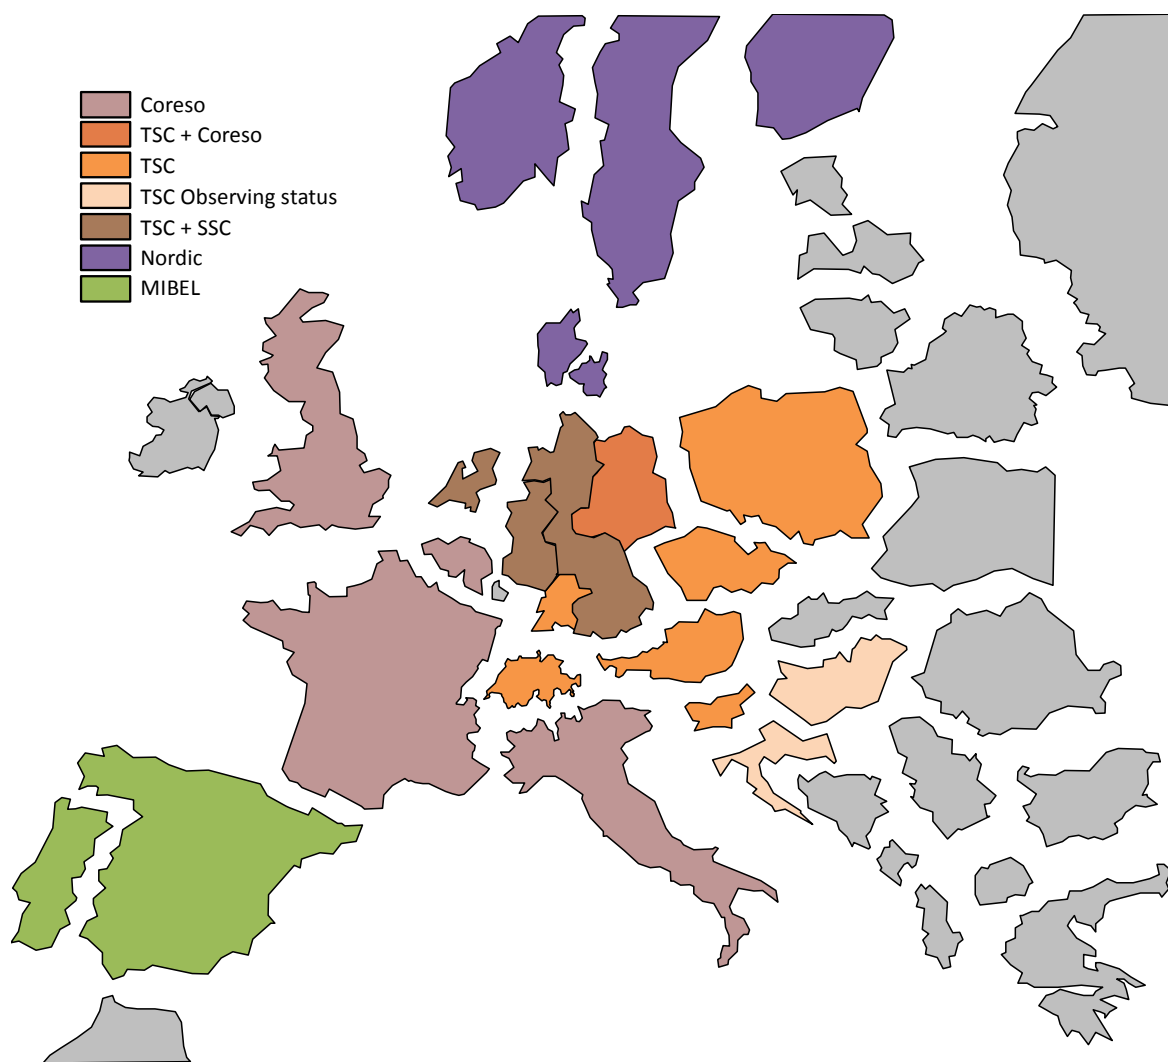 Coreso
TSC + Coreso
TSC
TSC Observing status
TSC + SSC
Nordic
MIBEL